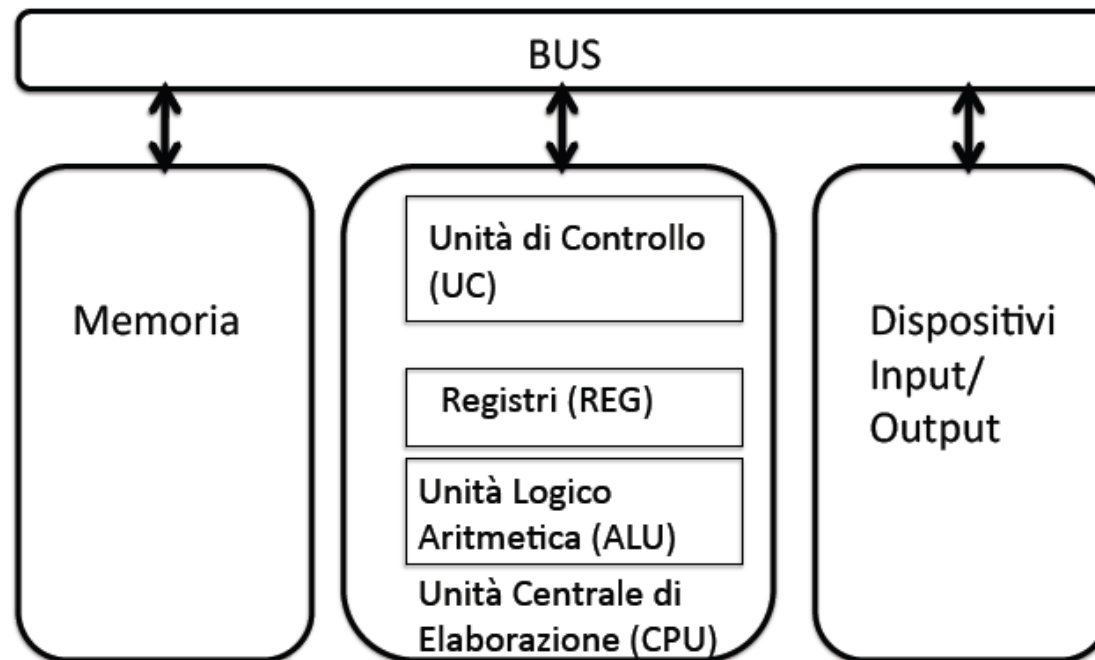 BUS
Memoria
Unità di Controllo
(UC)
Registri (REG)
Unità Logico
Aritmetica (ALU)
Unità Centrale di
Elaborazione (CPU)
Dispositivi
Input/
Output